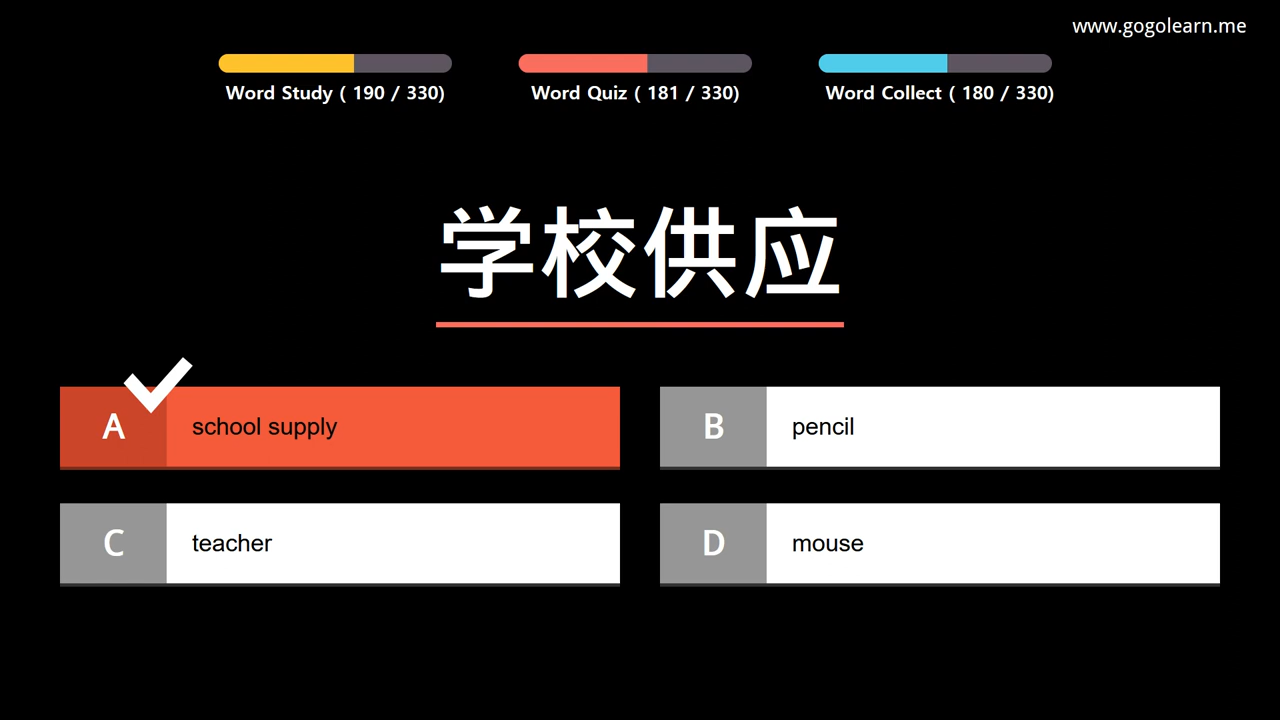 www.gogolearn.me
Word Study ( 190 / 330)
Word Quiz ( 181 / 330)
Word Collect ( 180 / 330)
学校供应
A school supply
B pencil
C teacher
D mouse